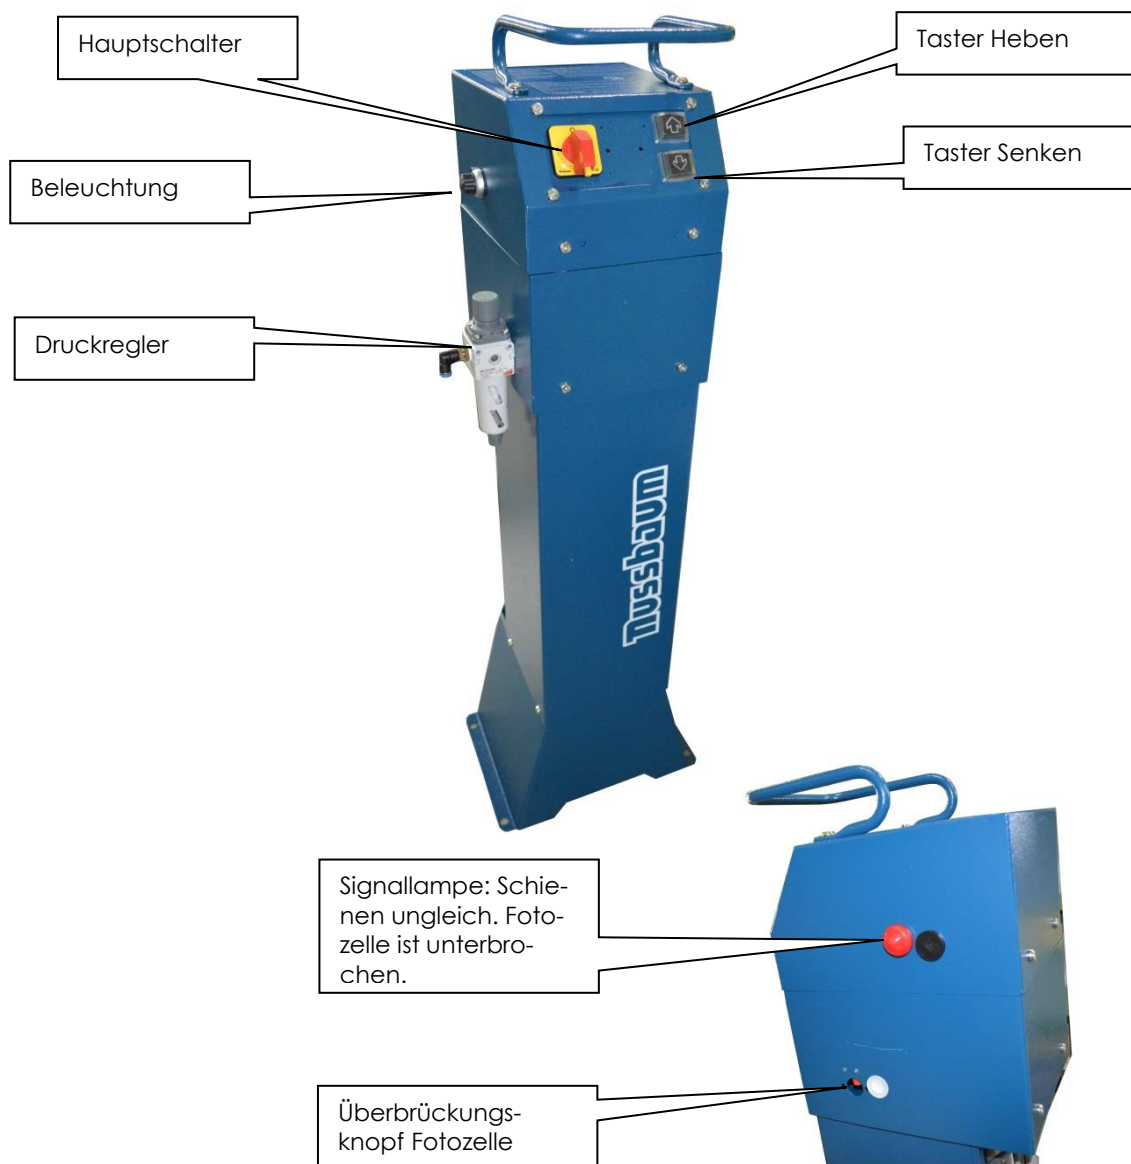 Hauptschalter
Taster Heben
Taster Senken
Beleuchtung
Druckregler
nussbaum
Signallampe: Schie-
nen ungleich. Foto-
zelle ist unterbro-
chen.
Überbrückungs-
knopf Fotozelle